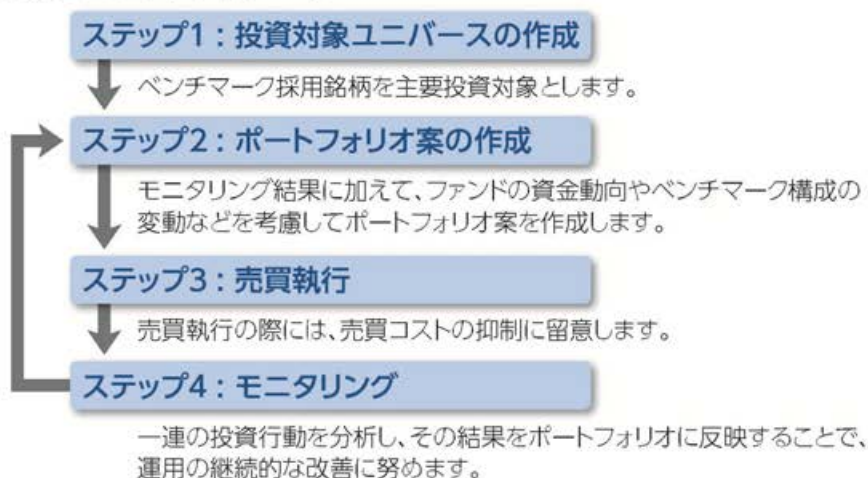 ステップ1：投資対象ユニバースの作成
ベンチマーク採用銘柄を主要投資対象とします。
ステップ2：ポートフォリオ案の作成
モニタリング結果に加えて、ファンドの資金動向やベンチマーク構成の
変動などを考慮してポートフォリオ案を作成します。
ステップ3：売買執行
売買執行の際には、売買コストの抑制に留意します。
ステップ4：モニタリング
一連の投資行動を分析し、その結果をポートフォリオに反映することで、
運用の継続的な改善に努めます。